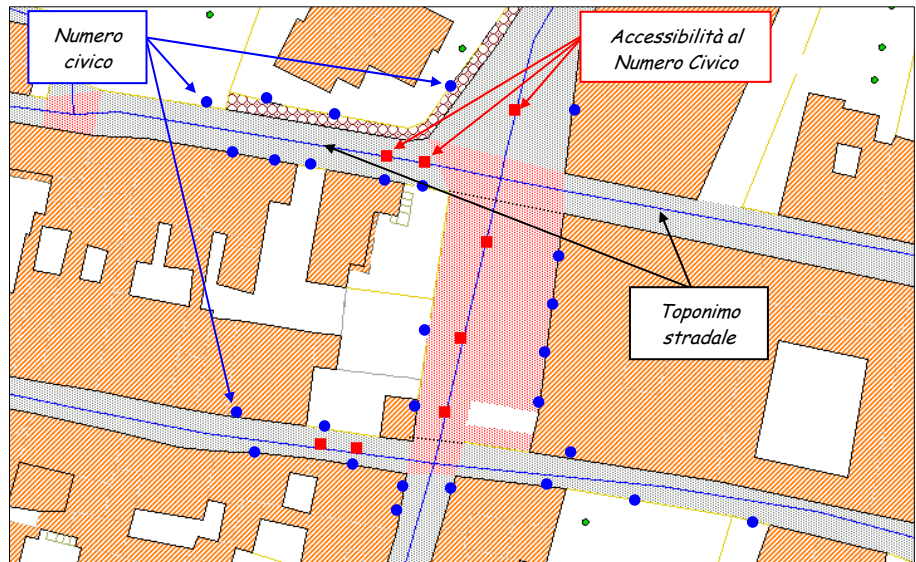 Numero
civico
Accessibilità al
Numero Civico
Toponimo
stradale